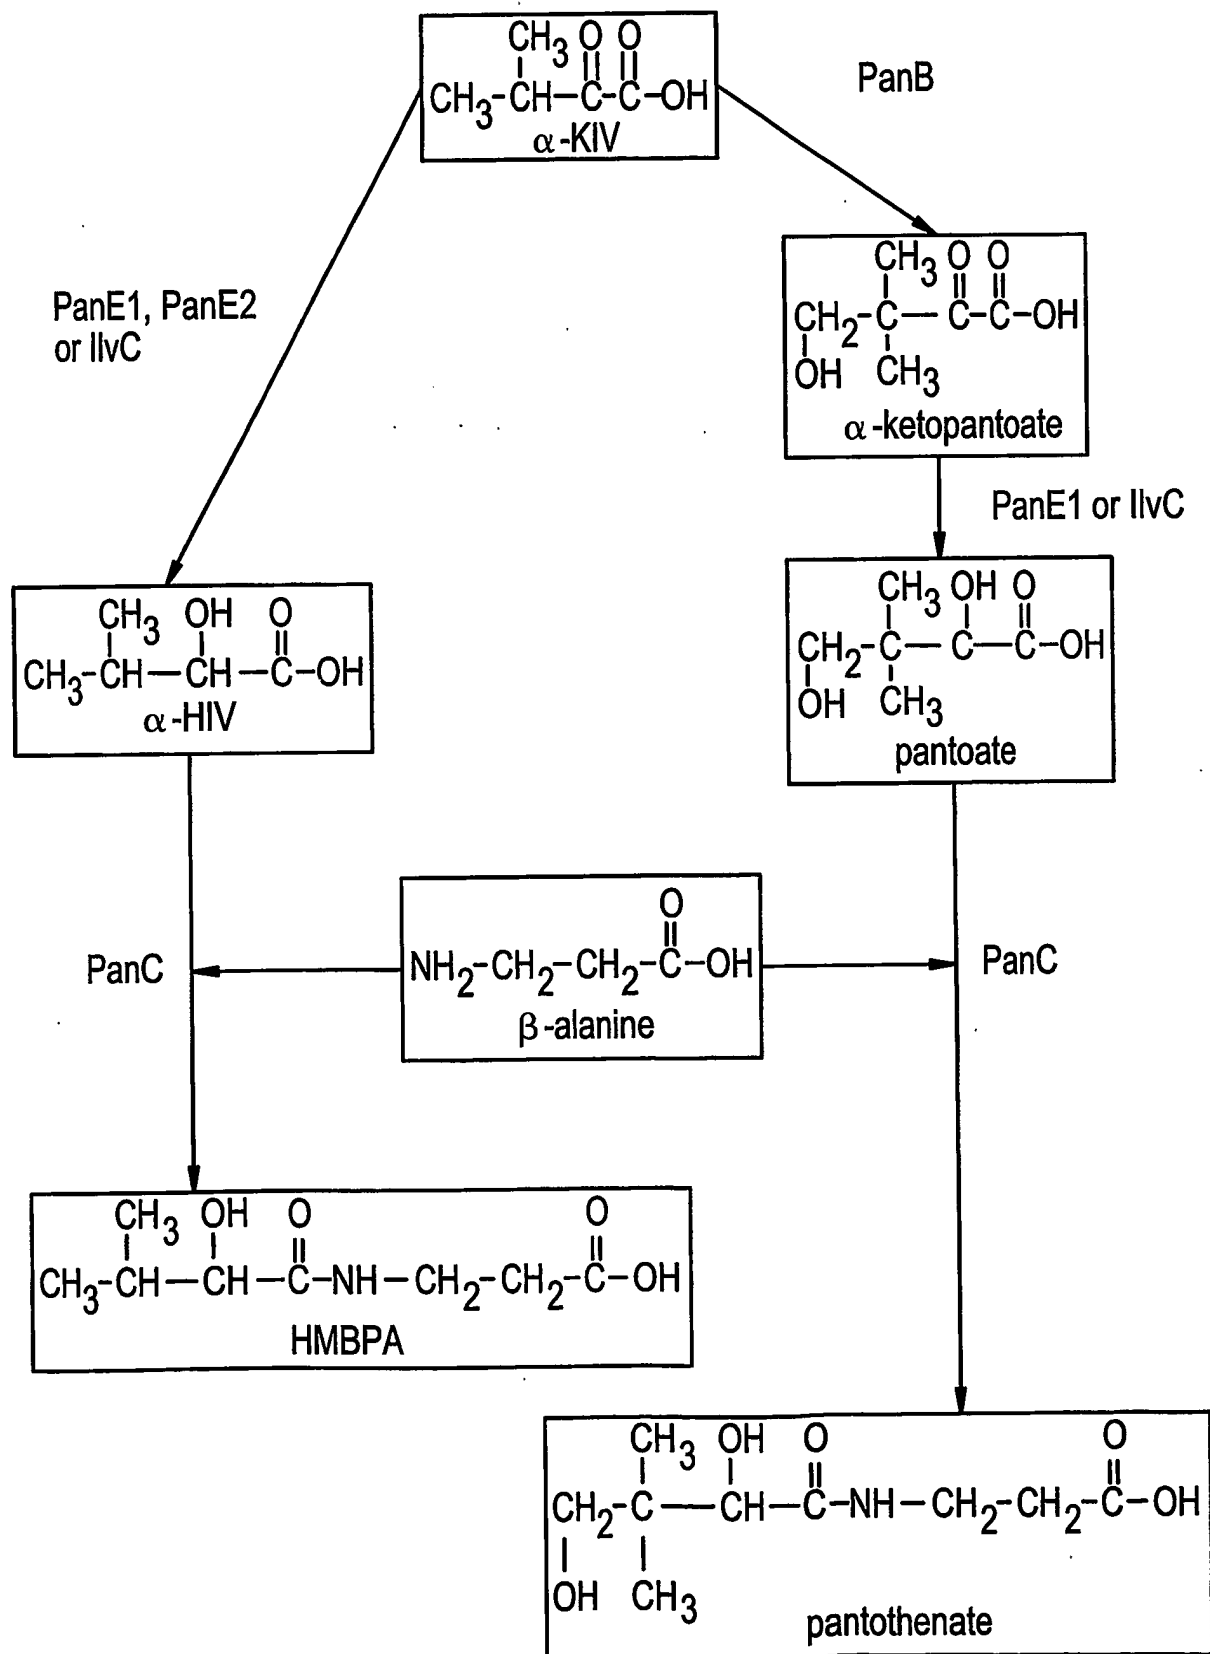 CH3 O O
CH3-CH-C-C-OH
α-KIV
PanB
PanE1, PanE2
or IlvC
CH3 O O
CH2-C-C-C-OH
OH CH3
α-ketopantoate
PanE1 or IlvC
CH3 OH O
CH3-CH-CH-C-OH
α-HIV
CH3 OH O
CH2-C-C-C-OH
OH CH3
pantoate
O
NH2-CH2-CH2-C-OH
β-alanine
PanC
PanC
CH3 OH O O
CH3-CH-CH-C-NH-CH2-CH2-C-OH
HMBPA
CH3 OH O O
CH2-C-CH-C-NH-CH2-CH2-C-OH
OH CH3
pantothenate